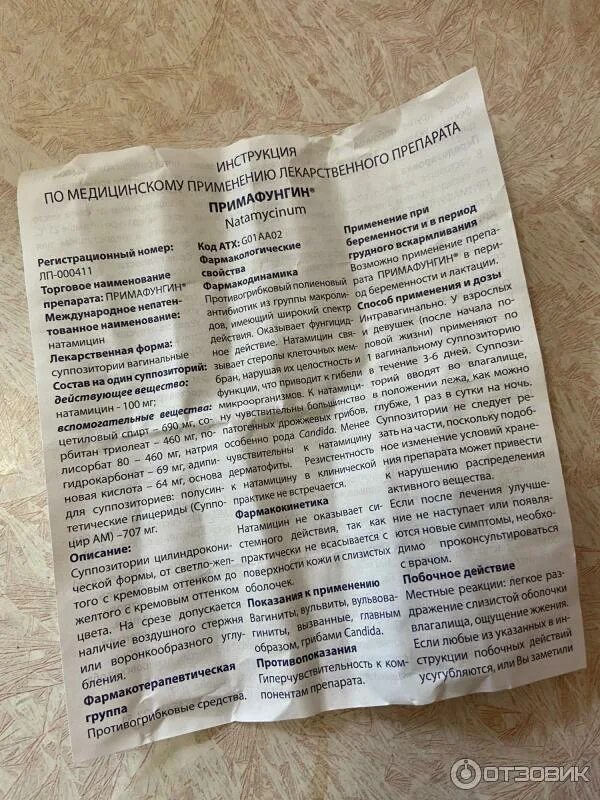 ИНСТРУКЦИЯ
ПО МЕДИЦИНСКОМУ ПРИМЕНЕНИЮ ЛЕКАРСТВЕННОГО ПРЕПАРАТА
ПРИМАФУНГИН®
Natamycinum
Регистрационный номер:
ЛП-000411
Торговое наименование
препарата: ПРИМАФУНГИН®
Международное непатен-
тованное наименование:
натамицин
Лекарственная форма:
суппозитории вагинальные
Состав на один суппозиторий:
действующее вещество:
натамицин - 100 мг;
вспомогательные вещества:
цетиловый спирт – 690 мг, со-
рбитан триолеат – 460 мг, по-
лисорбат 80 – 460 мг, натрия
гидрокарбонат – 69 мг, адипи-
новая кислота – 64 мг, основа
для суппозиториев: полусин-
тетические глицериды (Суппо-
цир АМ) –707 мг.
Описание:
Суппозитории цилиндрокони-
ческой формы, от светло-жел-
того с кремовым оттенком до
желтого с кремовым оттенком
цвета. На срезе допускается
наличие воздушного стержня
или воронкообразного углу-
бления.
Фармакотерапевтическая
группа
Противогрибковые средства.
Код АТХ: G01AA02
Фармакологические
свойства
Фармакодинамика
Противогрибковый полиеновый
антибиотик из группы макроли-
дов, имеющий широкий спектр
действия. Оказывает фунгицид-
ное действие. Натамицин свя-
зывает стеролы клеточных мем-
бран, нарушая их целостность и
функции, что приводит к гибели
микроорганизмов. К натамици-
ну чувствительны большинство
патогенных дрожжевых грибов,
особенно рода Candida. Менее
чувствительны к натамицину
дерматофиты. Резистентность
к натамицину в клинической
практике не встречается.
Фармакокинетика
Натамицин не оказывает си-
стемного действия, так как
практически не всасывается с
поверхности кожи и слизистых
оболочек.
Показания к применению
Вагиниты, вульвиты, вульвова-
гиниты, вызванные, главным
образом, грибами Candida.
Противопоказания
Гиперчувствительность к ком-
понентам препарата.
Применение при
беременности и в период
грудного вскармливания
Возможно применение препа-
рата ПРИМАФУНГИН® в пери-
од беременности и лактации.
Способ применения и дозы
Интравагинально. У взрослых
и девушек (после начала по-
ловой жизни) применяют по
1 вагинальному суппозиторию
в течение 3-6 дней. Суппози-
торий вводят во влагалище,
в положении лежа, как можно
глубже, 1 раз в сутки на ночь.
Суппозитории не следует ре-
зать на части, поскольку подоб-
ное изменение условий хране-
ния препарата может привести
к нарушению распределения
активного вещества.
Если после лечения улучше-
ние не наступает или появля-
ются новые симптомы, необхо-
димо проконсультироваться
с врачом.
Побочное действие
Местные реакции: легкое раз-
дражение слизистой оболочки
влагалища, ощущение жжения.
Если любые из указанных в ин-
струкции побочных действий
усугубляются, или Вы заметили
ОТЗОВИК